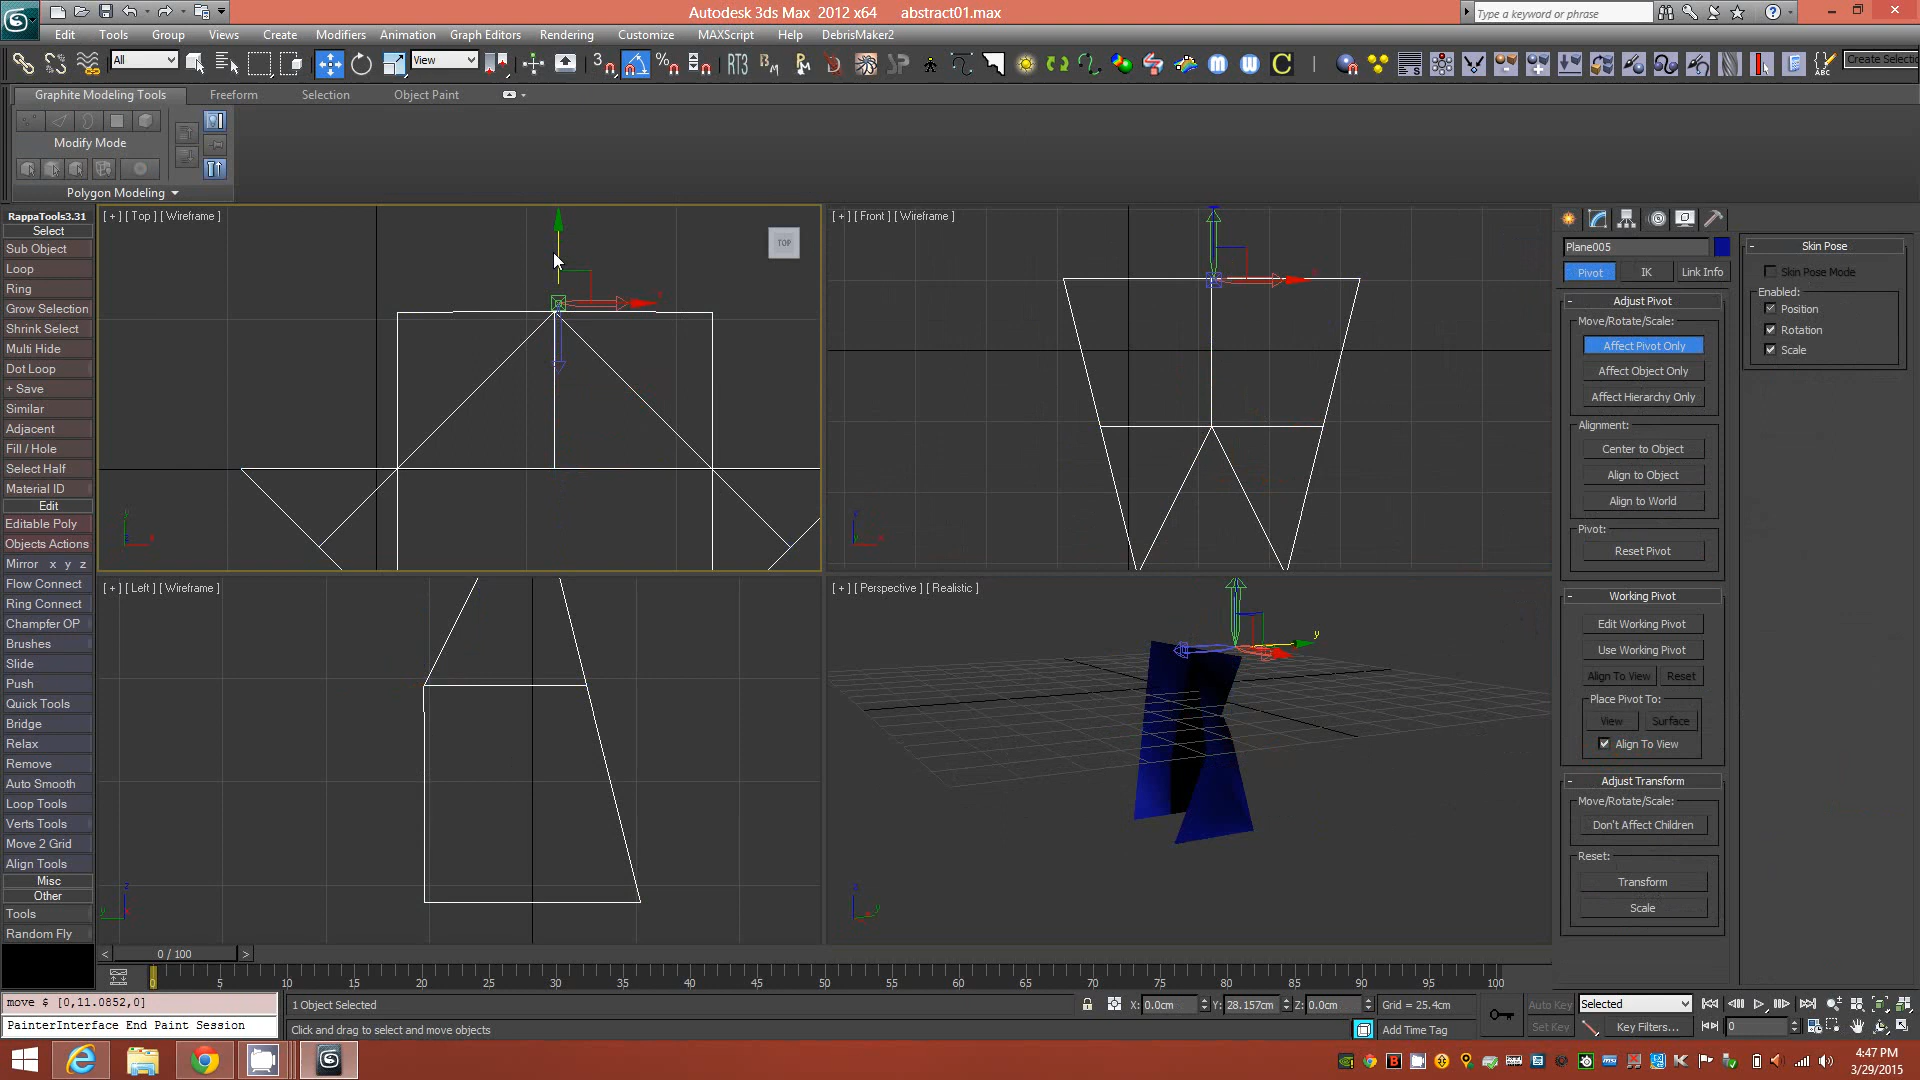 Autodesk 3ds Max 2012 x64 abstract01.max
Type a keyword or phrase
Edit Tools Group Views Create Modifiers Animation Graph Editors Rendering Customize MAXScript Help DebrisMaker2
All View Create Selectio
Graphite Modeling Tools Freeform Selection Object Paint
Modify Mode
Polygon Modeling
RappaTools3.31
Select
Sub Object
Loop
Ring
Grow Selection
Shrink Select
Multi Hide
Dot Loop
+ Save
Similar
Adjacent
Fill / Hole
Select Half
Material ID
Edit
Editable Poly
Objects Actions
Mirror x y z
Flow Connect
Ring Connect
Champfer OP
Brushes
Slide
Push
Quick Tools
Bridge
Relax
Remove
Auto Smooth
Loop Tools
Verts Tools
Move 2 Grid
Align Tools
Misc
Other
Tools
Random Fly
[ + ] [ Top ] [ Wireframe ]
TOP
[ + ] [ Front ] [ Wireframe ]
[ + ] [ Left ] [ Wireframe ]
[ + ] [ Perspective ] [ Realistic ]
Plane005
Pivot IK Link Info
- Adjust Pivot
Move/Rotate/Scale:
Affect Pivot Only
Affect Object Only
Affect Hierarchy Only
Alignment:
Center to Object
Align to Object
Align to World
Pivot:
Reset Pivot
- Working Pivot
Edit Working Pivot
Use Working Pivot
Align To View Reset
Place Pivot To:
View Surface
Align To View
- Adjust Transform
Move/Rotate/Scale:
Don't Affect Children
Reset:
Transform
Scale
- Skin Pose
Skin Pose Mode
Enabled:
Position
Rotation
Scale
< 0 / 100 >
0 5 10 15 20 25 30 35 40 45 50 55 60 65 70 75 80 85 90 95 100
move $ [0,11.0852,0]
PainterInterface End Paint Session
1 Object Selected
Click and drag to select and move objects
X: 0.0cm Y: 28.157cm Z: 0.0cm Grid = 25.4cm
Add Time Tag
Auto Key Selected
Set Key Key Filters... 0
4:47 PM
3/29/2015